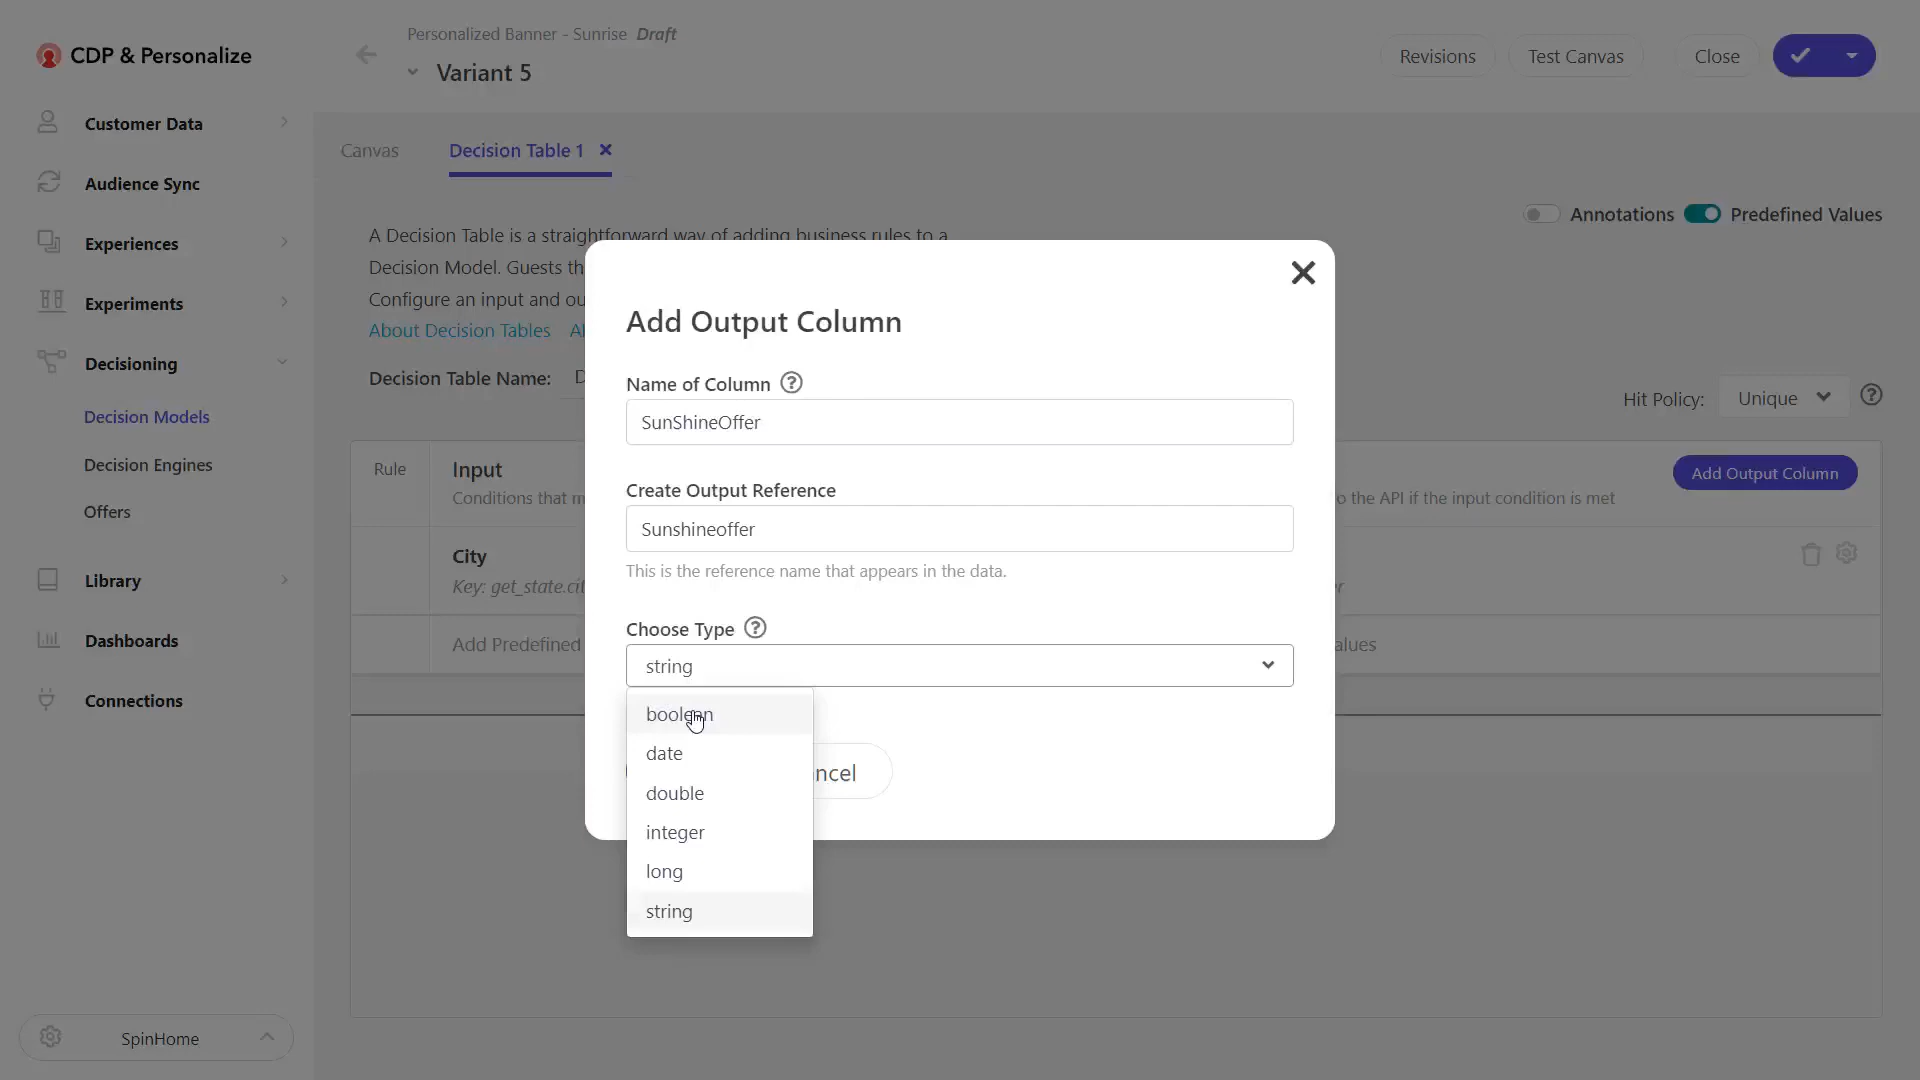 CDP & Personalize
Customer Data
Audience Sync
Experiences
Experiments
Decisioning
Decision Models
Decision Engines
Offers
Library
Dashboards
Connections
SpinHome
Personalized Banner - Sunrise Draft
Variant 5
Revisions
Test Canvas
Close
Canvas
Decision Table 1
Annotations
Predefined Values
A Decision Table is a straightforward way of adding business rules to a
Decision Model. Guests th
Configure an input and ou
About Decision Tables
Decision Table Name:
Hit Policy:
Unique
Rule
Input
Conditions that m
o the API if the input condition is met
Add Output Column
City
Key: get_state.cit
Add Predefined
alues
Add Output Column
Name of Column
SunShineOffer
Create Output Reference
Sunshineoffer
This is the reference name that appears in the data.
Choose Type
string
boolean
date
double
integer
long
string
ncel